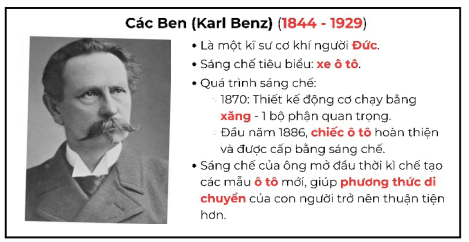 Các Ben (Karl Benz) (1844 - 1929)
• Là một kĩ sư cơ khí người Đức.
• Sáng chế tiêu biểu: xe ô tô.
• Quá trình sáng chế:
- 1870: Thiết kế động cơ chạy bằng
xăng - 1 bộ phận quan trọng.
- Đầu năm 1886, chiếc ô tô hoàn thiện
và được cấp bằng sáng chế.
• Sáng chế của ông mở đầu thời kì chế tạo
các mẫu ô tô mới, giúp phương thức di
chuyển của con người trở nên thuận tiện
hơn.